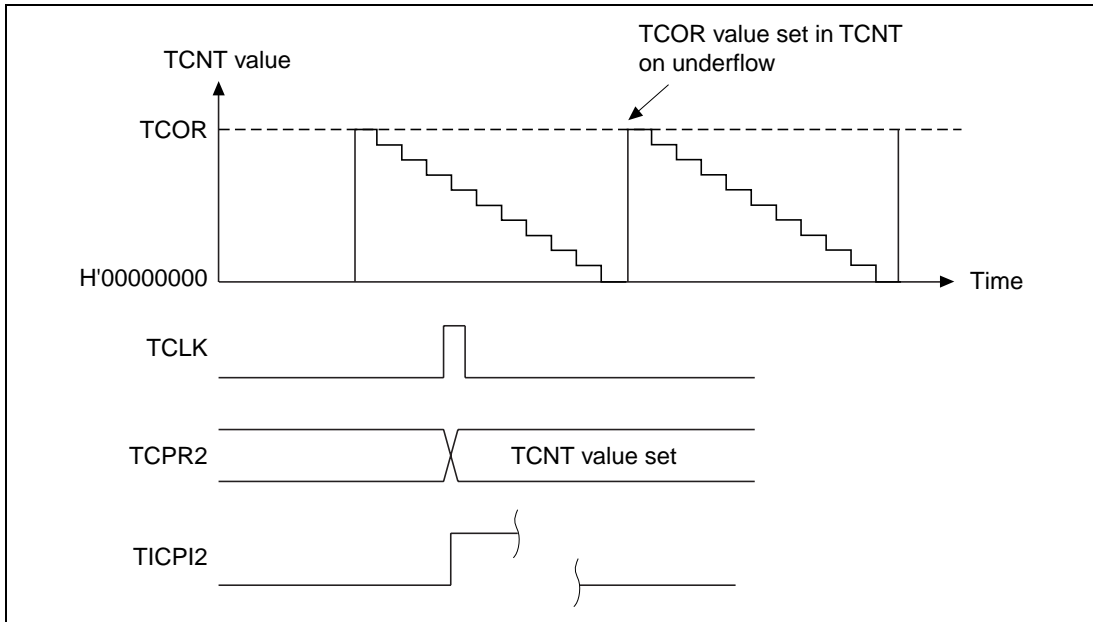 TCOR value set in TCNT
on underflow
TCNT value
TCOR
H'00000000
Time
TCLK
TCPR2
TCNT value set
TICPI2